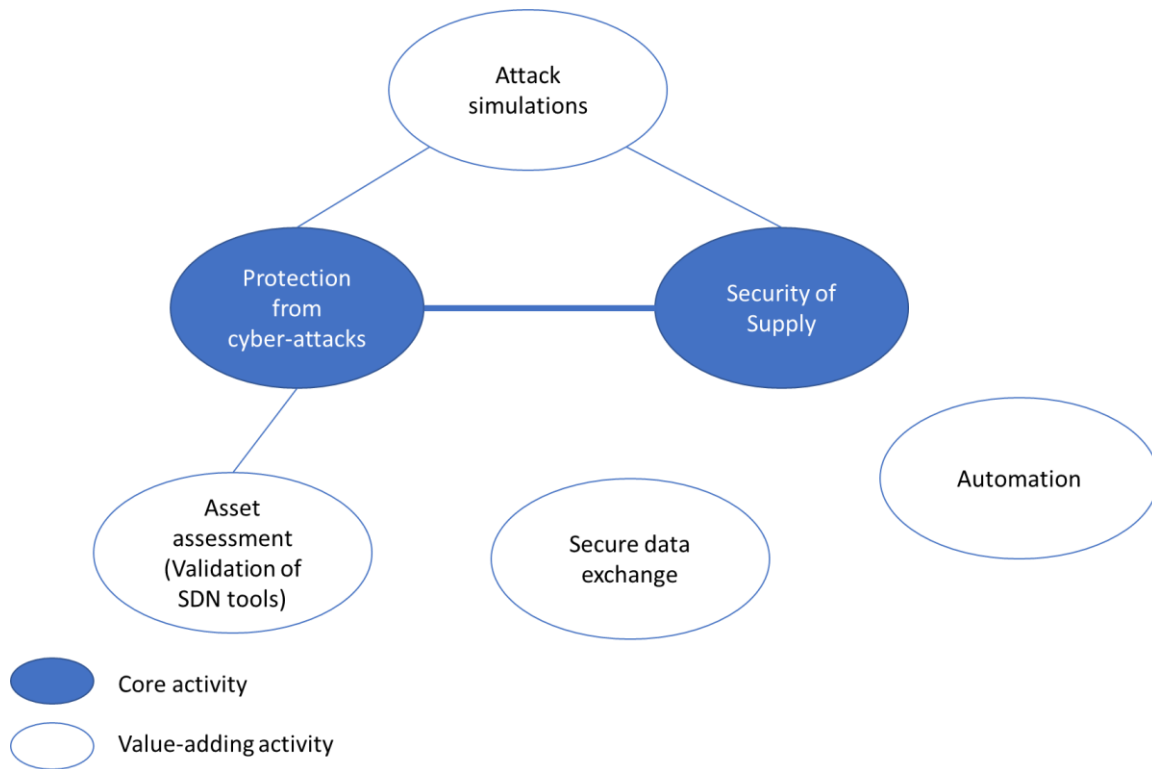 Attack
simulations
Protection
from
cyber-attacks
Security of
Supply
Automation
Asset
assessment
(Validation of
SDN tools)
Secure data
exchange
Core activity
Value-adding activity